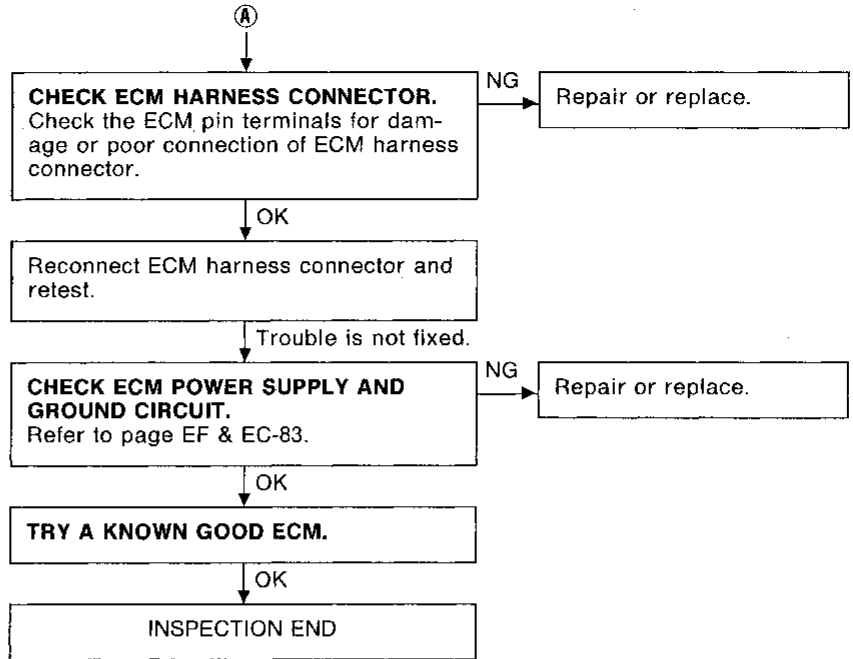 A
CHECK ECM HARNESS CONNECTOR.
Check the ECM pin terminals for dam-
age or poor connection of ECM harness
connector.
NG
Repair or replace.
OK
Reconnect ECM harness connector and
retest.
Trouble is not fixed.
CHECK ECM POWER SUPPLY AND
GROUND CIRCUIT.
Refer to page EF & EC-83.
NG
Repair or replace.
OK
TRY A KNOWN GOOD ECM.
OK
INSPECTION END